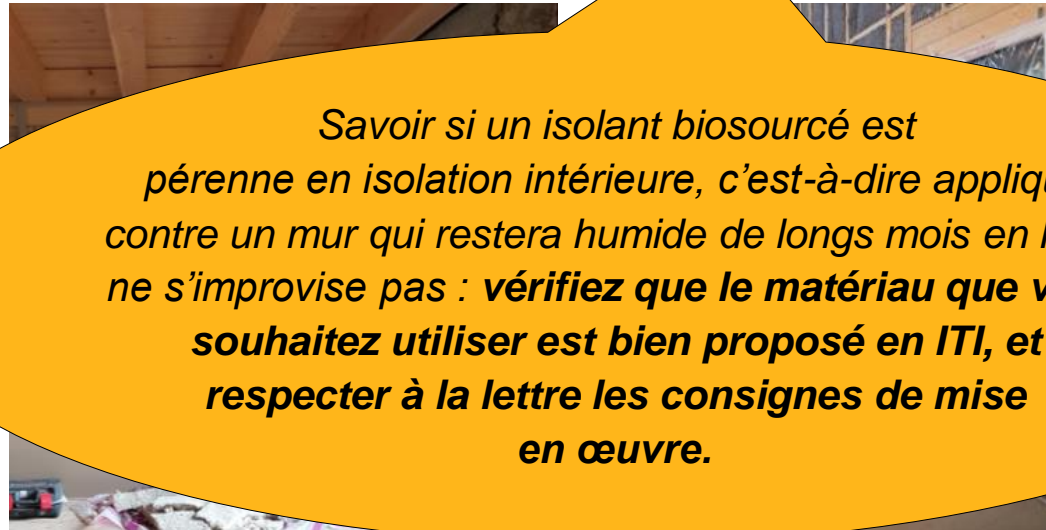 Savoir si un isolant biosourcé est
pérenne en isolation intérieure, c'est-à-dire
contre un mur qui restera humide de longs mois en
ne s'improvise pas : vérifiez que le matériau que
souhaitez utiliser est bien proposé en ITI, et
respecter à la lettre les consignes de mise
en œuvre.